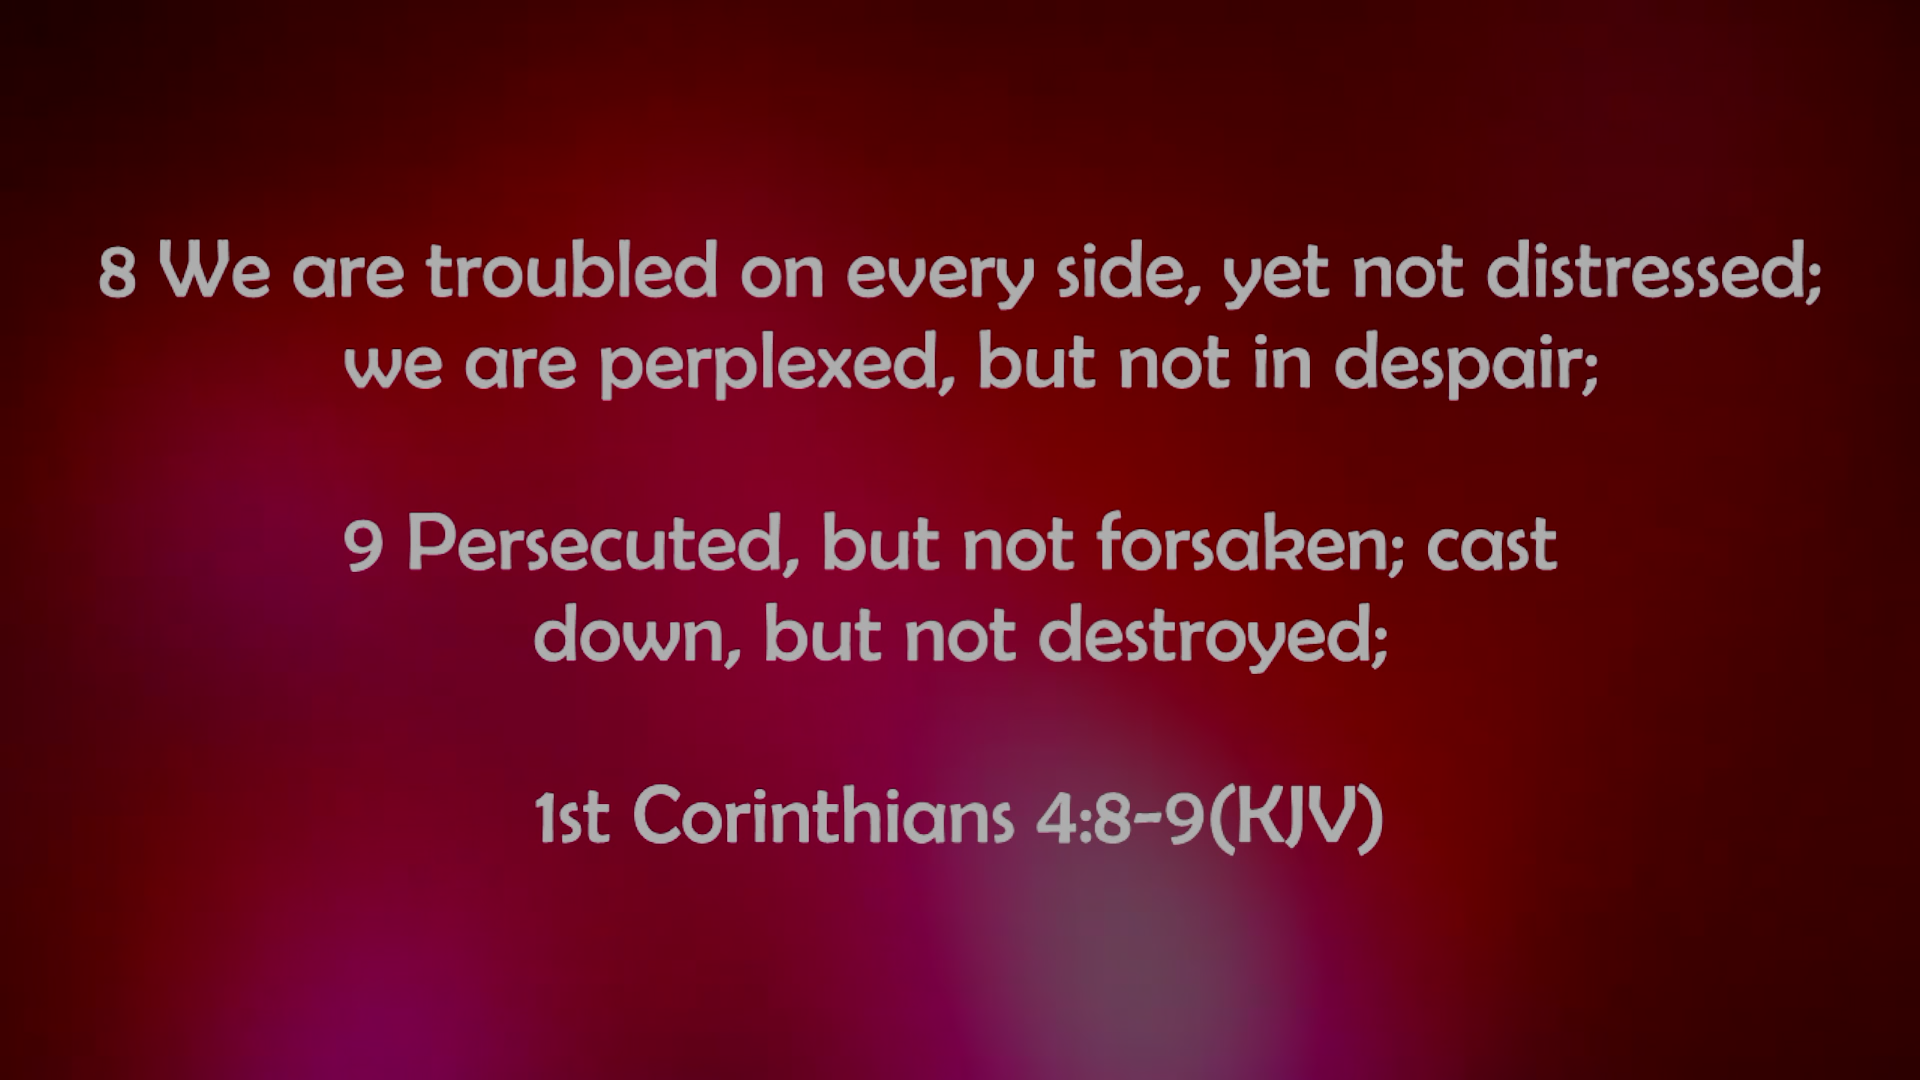 8 We are troubled on every side, yet not distressed;
we are perplexed, but not in despair;
9 Persecuted, but not forsaken; cast
down, but not destroyed;
1st Corinthians 4:8-9(KJV)